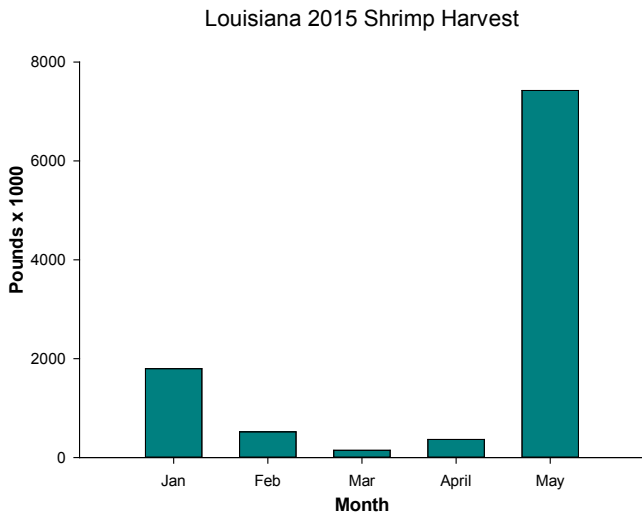 Louisiana 2015 Shrimp Harvest
8000
6000
4000
2000
0
Pounds x 1000
Jan Feb Mar April May
Month